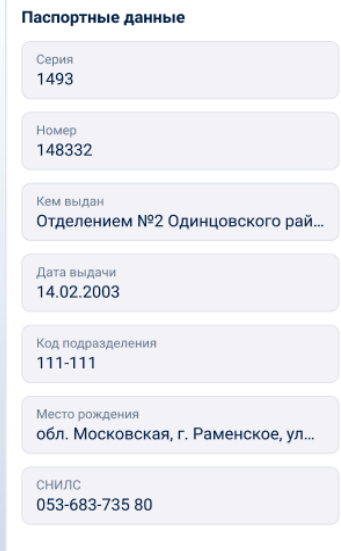 Паспортные данные
Серия
1493
Номер
148332
Кем выдан
Отделением №2 Одинцовского рай...
Дата выдачи
14.02.2003
Код подразделения
111-111
Место рождения
обл. Московская, г. Раменское, ул...
СНИЛС
053-683-735 80